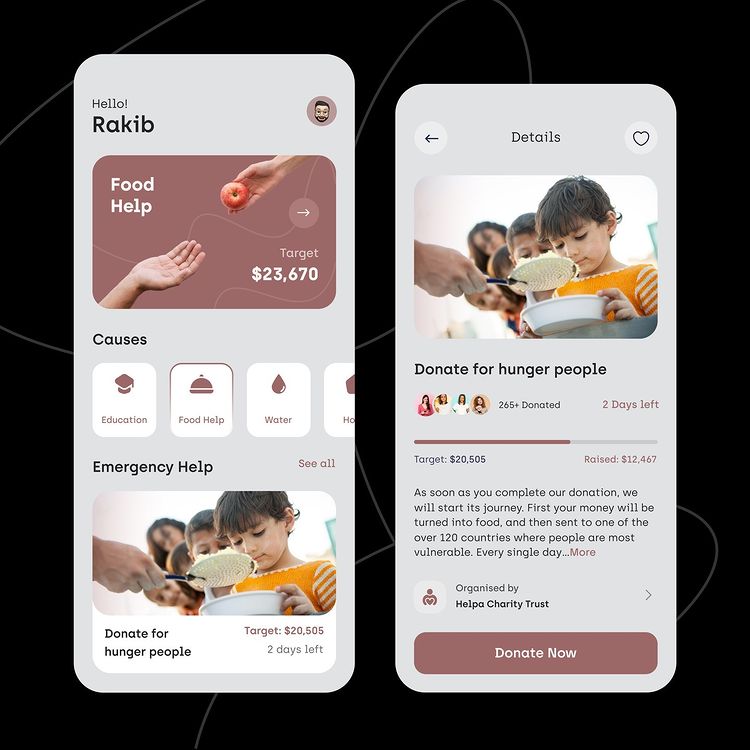 Hello!
Rakib
Food
Help
Target
$23,670
Causes
Education
Food Help
Water
Ho
Emergency Help
See all
Donate for
hunger people
Target: $20,505
2 days left
Details
Donate for hunger people
265+ Donated
2 Days left
Target: $20,505
Raised: $12,467
As soon as you complete our donation, we
will start its journey. First your money will be
turned into food, and then sent to one of the
over 120 countries where people are most
vulnerable. Every single day...More
Organised by
Helpa Charity Trust
Donate Now